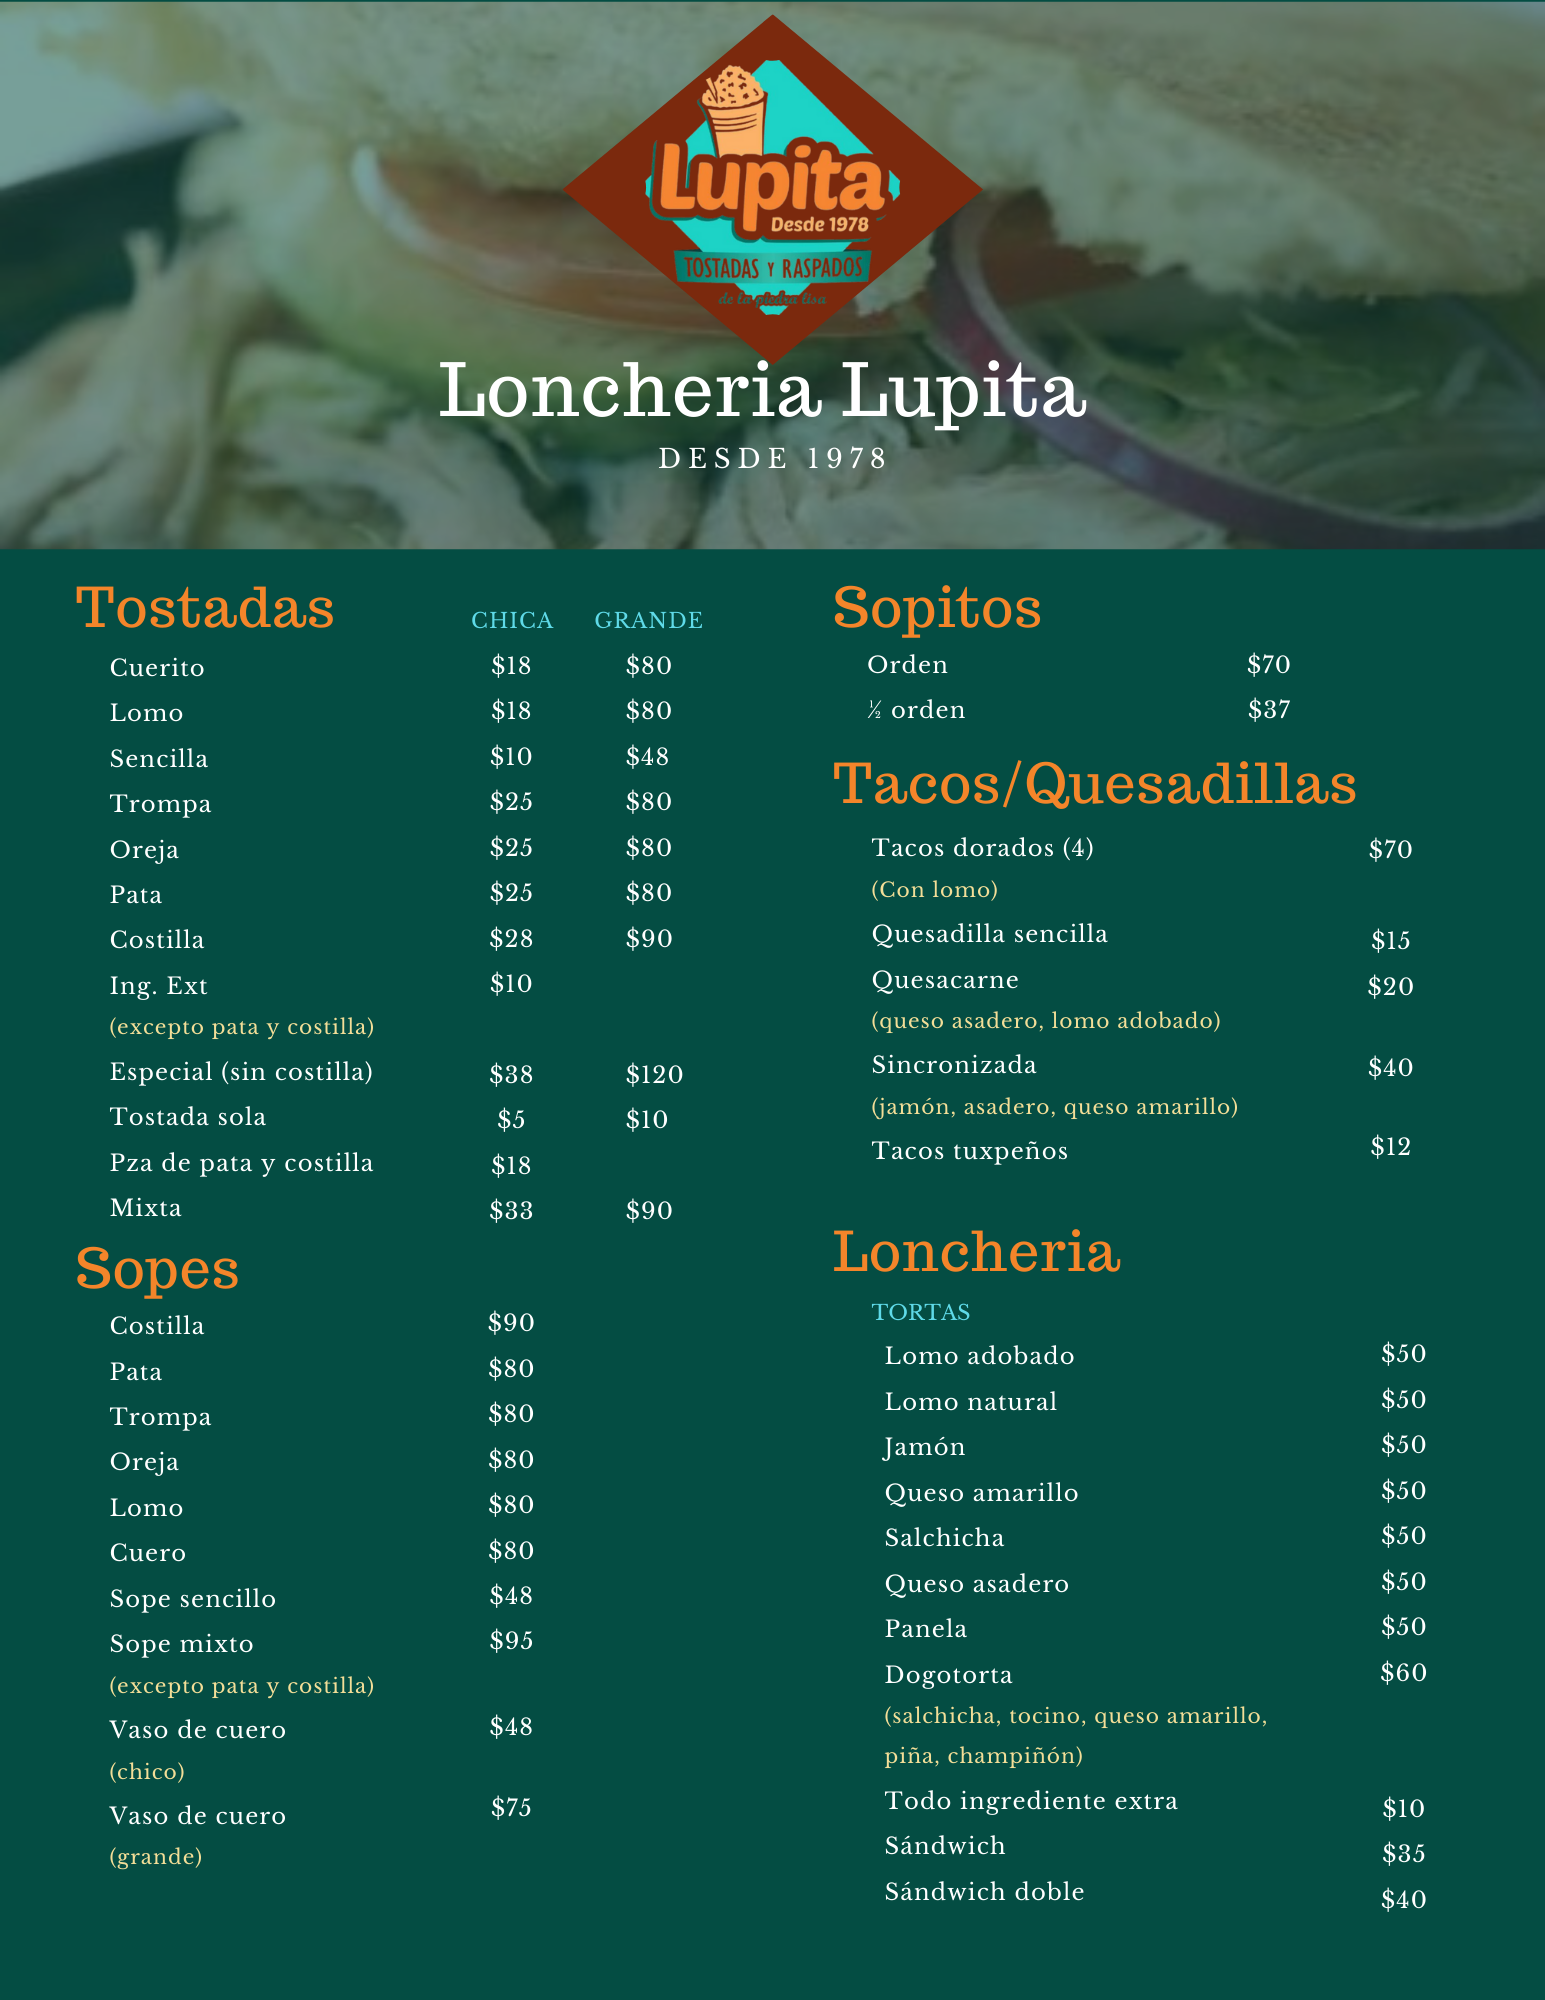 Lupita
Desde 1978
TOSTADAS Y RASPADOS
de la piedra lisa
Loncheria Lupita
DESDE 1978
Tostadas CHICA GRANDE
Cuerito $18 $80
Lomo $18 $80
Sencilla $10 $48
Trompa $25 $80
Oreja $25 $80
Pata $25 $80
Costilla $28 $90
Ing. Ext $10
(excepto pata y costilla)
Especial (sin costilla) $38 $120
Tostada sola $5 $10
Pza de pata y costilla $18
Mixta $33 $90
Sopes
Costilla $90
Pata $80
Trompa $80
Oreja $80
Lomo $80
Cuero $80
Sope sencillo $48
Sope mixto $95
(excepto pata y costilla)
Vaso de cuero $48
(chico)
Vaso de cuero $75
(grande)
Sopitos
Orden $70
½ orden $37
Tacos/Quesadillas
Tacos dorados (4) $70
(Con lomo)
Quesadilla sencilla $15
Quesacarne $20
(queso asadero, lomo adobado)
Sincronizada $40
(jamón, asadero, queso amarillo)
Tacos tuxpeños $12
Loncheria
TORTAS
Lomo adobado $50
Lomo natural $50
Jamón $50
Queso amarillo $50
Salchicha $50
Queso asadero $50
Panela $50
Dogotorta $60
(salchicha, tocino, queso amarillo,
piña, champiñón)
Todo ingrediente extra $10
Sándwich $35
Sándwich doble $40